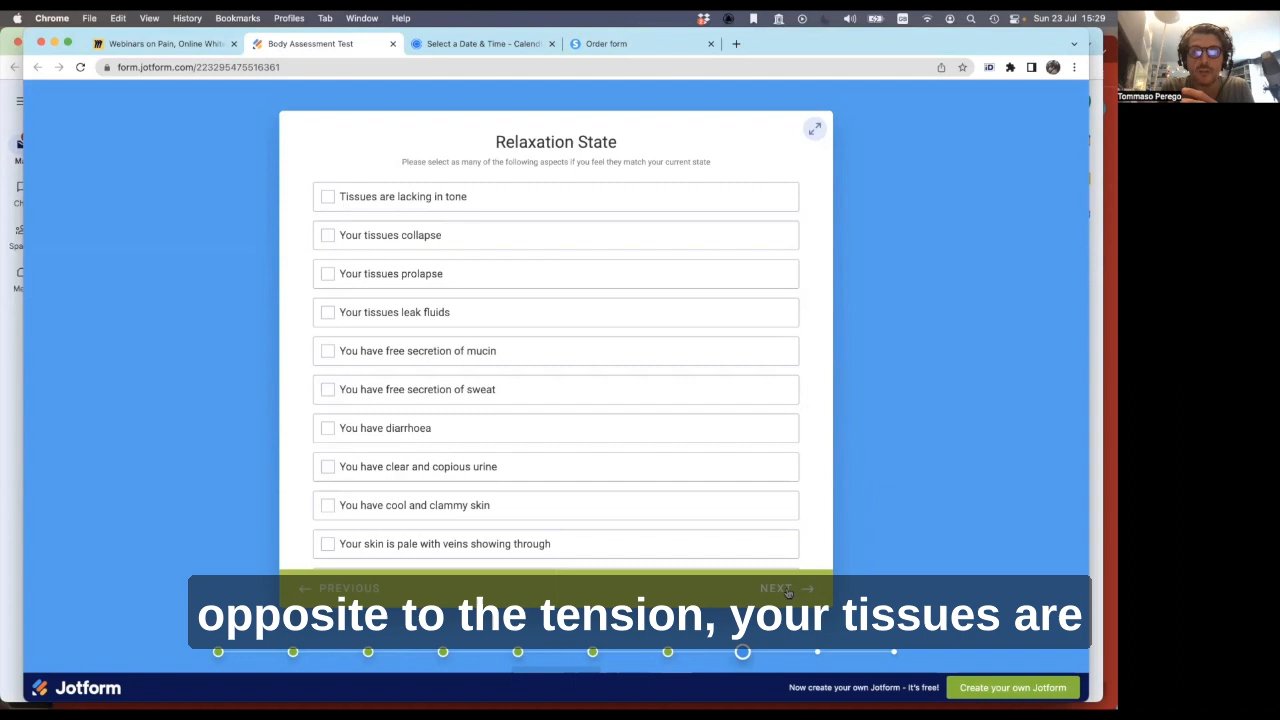 Chrome File Edit View History Bookmarks Profiles Tab Window Help Sun 23 Jul 15:29
Webinars on Pain, Online White Body Assessment Test Select a Date & Time - Calendl Order form
form.jotform.com/223295475516361
Tommaso Perego
Relaxation State
Please select as many of the following aspects if you feel they match your current state
Tissues are lacking in tone
Your tissues collapse
Your tissues prolapse
Your tissues leak fluids
You have free secretion of mucin
You have free secretion of sweat
You have diarrhoea
You have clear and copious urine
You have cool and clammy skin
Your skin is pale with veins showing through
PREVIOUS NEXT
opposite to the tension, your tissues are
Jotform
Now create your own Jotform - It's free! Create your own Jotform